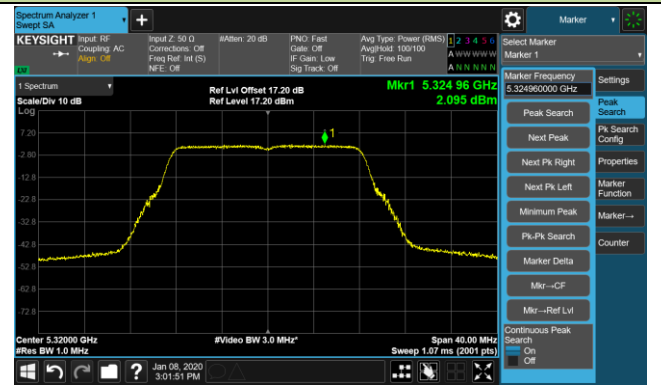 Spectrum Analyzer 1
Swept SA
Marker
KEYSIGHT
Input: RF
Coupling: AC
Align: Off
Input Z: 50 Ω
Corrections: Off
Freq Ref: Int (S)
NFE: Off
#Atten: 20 dB
PNO: Fast
Gate: Off
IF Gain: Low
Sig Track: Off
Avg Type: Power (RMS)
Avg|Hold: 100/100
Trig: Free Run
1 2 3 4 5 6
A W W W W W
A N N N N N
LXI
1 Spectrum
Scale/Div 10 dB
Log
Ref Lvl Offset 17.20 dB
Ref Level 17.20 dBm
Mkr1 5.324 96 GHz
2.095 dBm
7.20
-2.80
-12.8
-22.8
-32.8
-42.8
-52.8
-62.8
-72.8
1
Center 5.32000 GHz
#Res BW 1.0 MHz
#Video BW 3.0 MHz*
Span 40.00 MHz
Sweep 1.07 ms (2001 pts)
Jan 08, 2020
3:01:51 PM
Select Marker
Marker 1
Marker Frequency
5.324960000 GHz
Peak Search
Next Peak
Next Pk Right
Next Pk Left
Minimum Peak
Pk-Pk Search
Marker Delta
Mkr→CF
Mkr→Ref Lvl
Continuous Peak
Search
On
Off
Settings
Peak
Search
Pk Search
Config
Properties
Marker
Function
Marker→
Counter